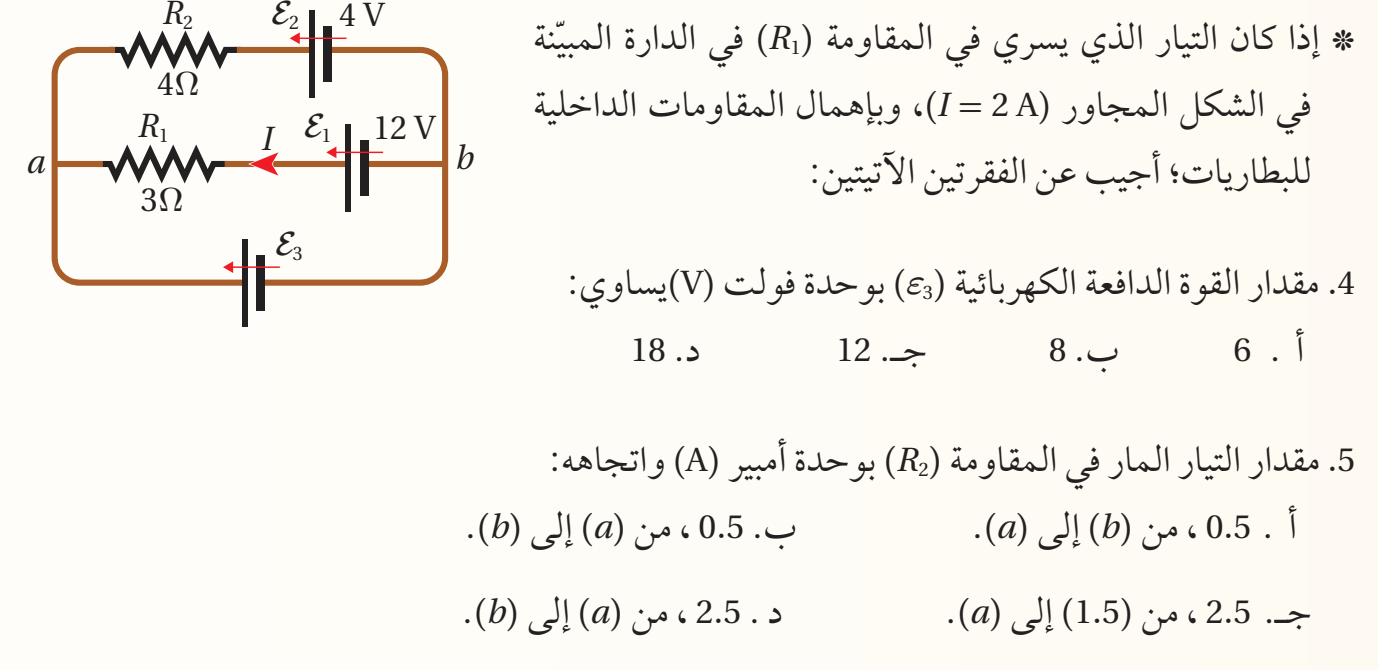 * إذا كان التيار الذي يسري في المقاومة (R₁) في الدارة المبيّنة
في الشكل المجاور (I = 2 A)، وبإهمال المقاومات الداخلية
للبطاريات؛ أجيب عن الفقرتين الآتيتين:
R₂
4Ω
ℰ₂
4 V
R₁
3Ω
I
ℰ₁
12 V
a
b
ℰ₃
4. مقدار القوة الدافعة الكهربائية (ε₃) بوحدة فولت (V)يساوي:
أ . 6 ب. 8 جـ. 12 د. 18
5. مقدار التيار المار في المقاومة (R₂) بوحدة أمبير (A) واتجاهه:
أ . 0.5 ، من (b) إلى (a). ب. 0.5 ، من (a) إلى (b).
جـ. 2.5 ، من (1.5) إلى (a). د . 2.5 ، من (a) إلى (b).